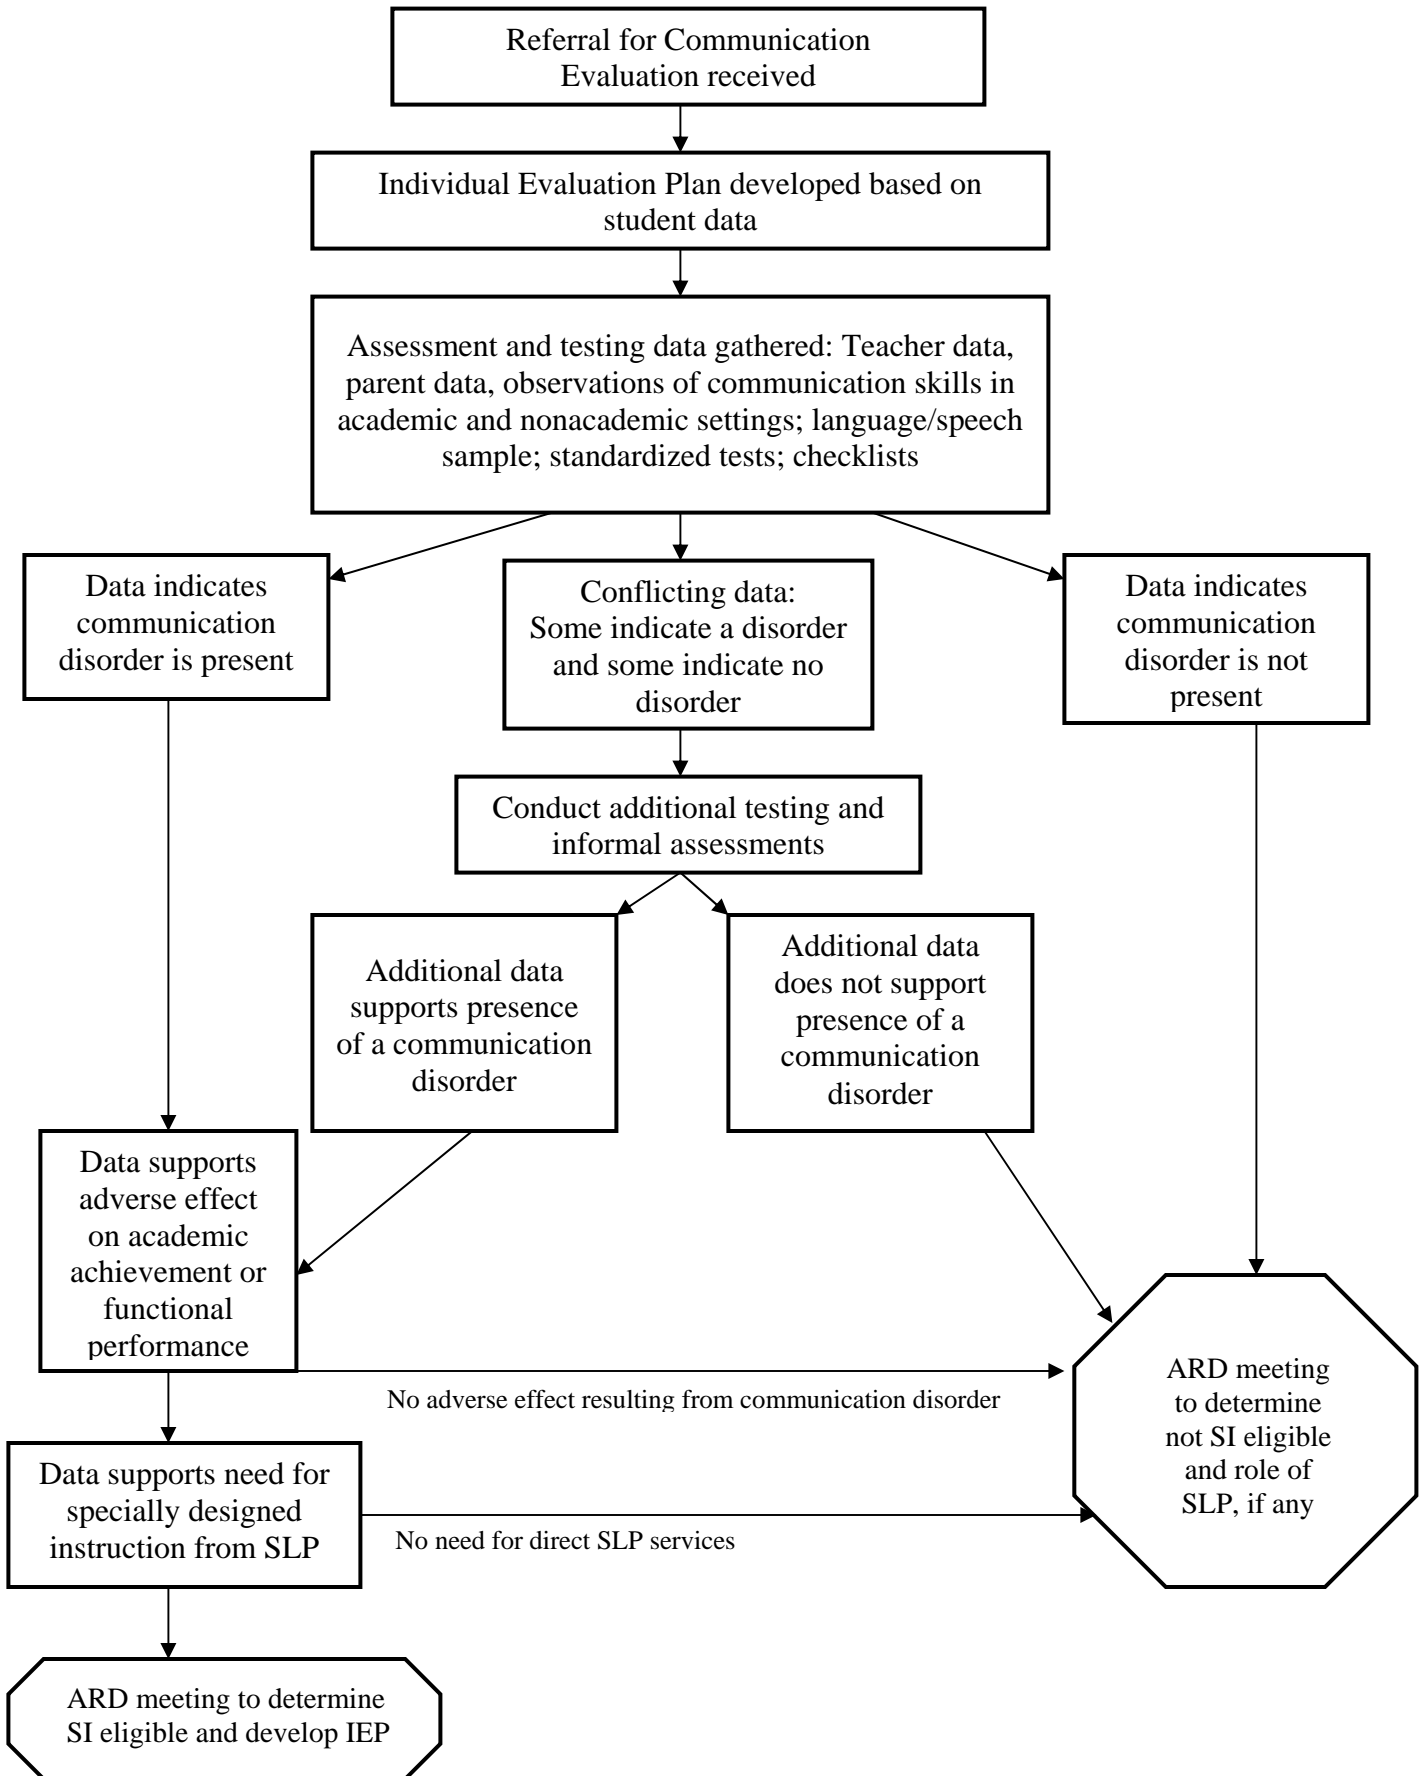 Referral for Communication
Evaluation received
Individual Evaluation Plan developed based on
student data
Assessment and testing data gathered: Teacher data,
parent data, observations of communication skills in
academic and nonacademic settings; language/speech
sample; standardized tests; checklists
Data indicates
communication
disorder is present
Conflicting data:
Some indicate a disorder
and some indicate no
disorder
Data indicates
communication
disorder is not
present
Conduct additional testing and
informal assessments
Additional data
supports presence
of a communication
disorder
Additional data
does not support
presence of a
communication
disorder
Data supports
adverse effect
on academic
achievement or
functional
performance
No adverse effect resulting from communication disorder
ARD meeting
to determine
not SI eligible
and role of
SLP, if any
Data supports need for
specially designed
instruction from SLP
No need for direct SLP services
ARD meeting to determine
SI eligible and develop IEP